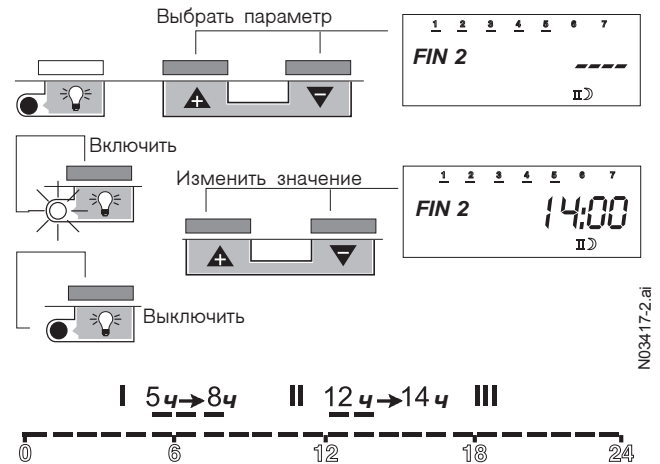 Выбрать параметр
1 2 3 4 5 6 7
FIN 2 ----
II
+ −
Включить
Изменить значение
1 2 3 4 5 6 7
FIN 2 14:00
II
+ −
Выключить
N03417-2.ai
I 5ч→8ч II 12ч→14ч III
0 6 12 18 24